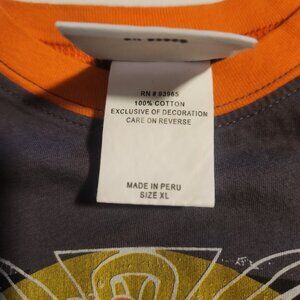 RN # 93965
100% COTTON
EXCLUSIVE OF DECORATION
CARE ON REVERSE
MADE IN PERU
SIZE XL